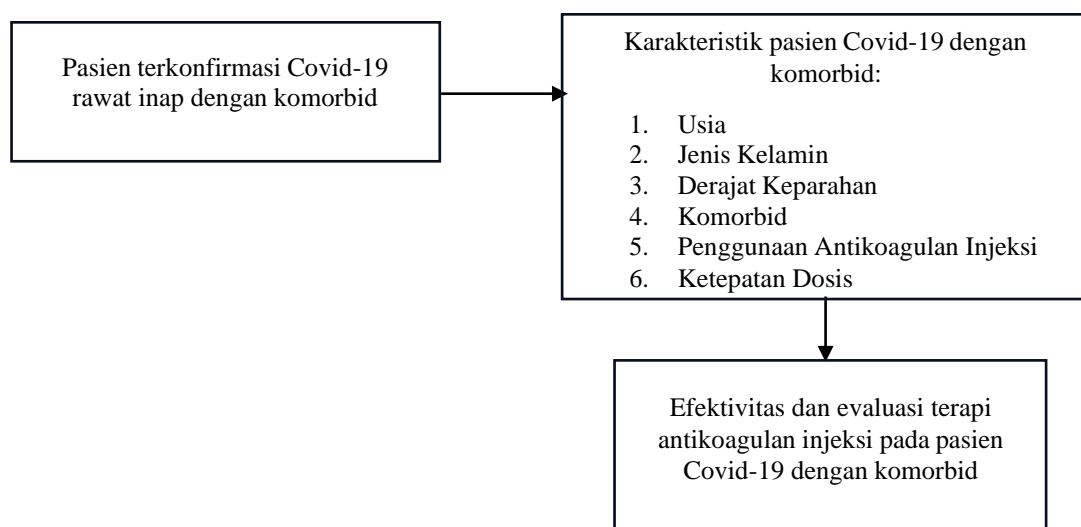 Pasien terkonfirmasi Covid-19
rawat inap dengan komorbid
Karakteristik pasien Covid-19 dengan
komorbid:
1. Usia
2. Jenis Kelamin
3. Derajat Keparahan
4. Komorbid
5. Penggunaan Antikoagulan Injeksi
6. Ketepatan Dosis
Efektivitas dan evaluasi terapi
antikoagulan injeksi pada pasien
Covid-19 dengan komorbid